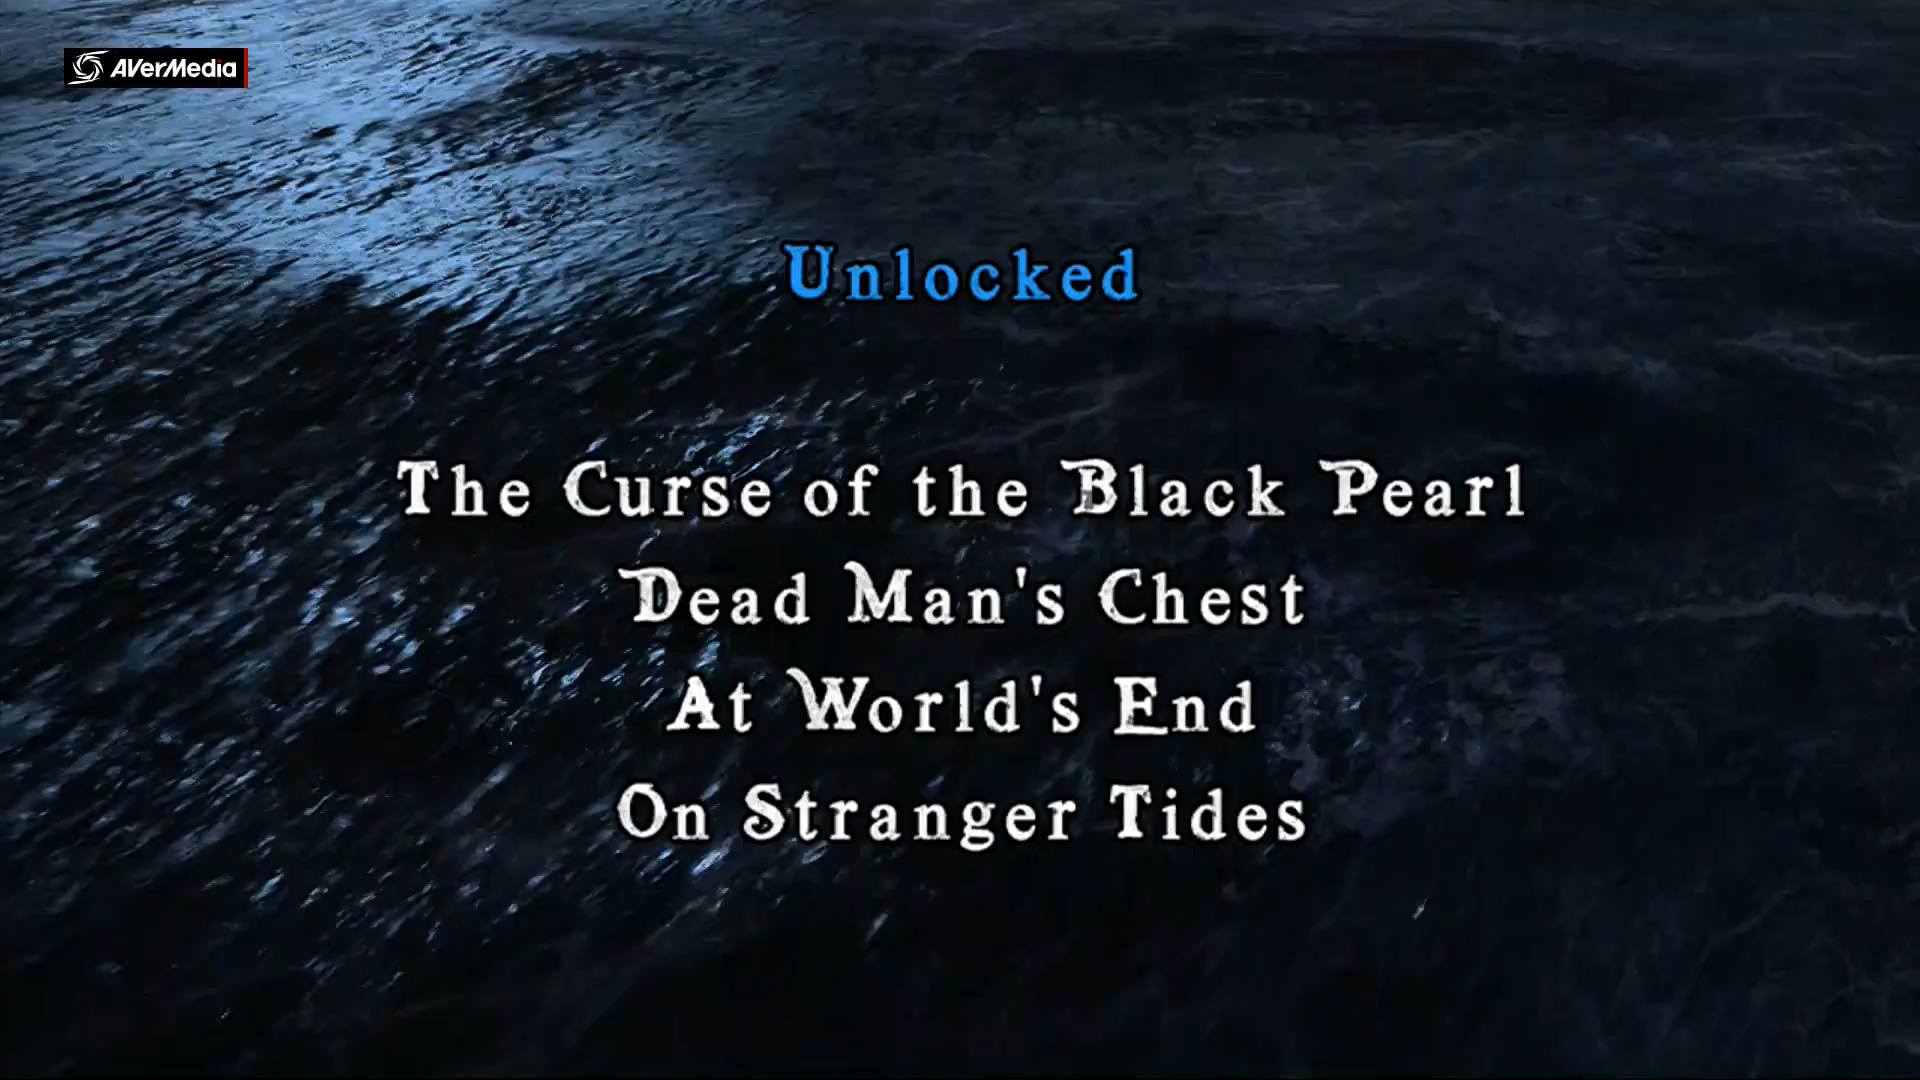 AVerMedia
Unlocked
The Curse of the Black Pearl
Dead Man's Chest
At World's End
On Stranger Tides